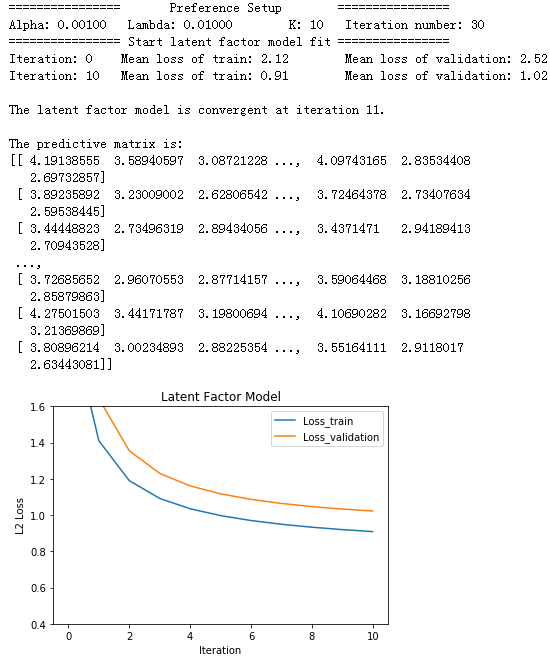 ================ Preference Setup ================
Alpha: 0.00100 Lambda: 0.01000 K: 10 Iteration number: 30
================ Start latent factor model fit ================
Iteration: 0 Mean loss of train: 2.12 Mean loss of validation: 2.52
Iteration: 10 Mean loss of train: 0.91 Mean loss of validation: 1.02
The latent factor model is convergent at iteration 11.
The predictive matrix is:
[[ 4.19138555 3.58940597 3.08721228 ..., 4.09743165 2.83534408
2.69732857]
[ 3.89235892 3.23009002 2.62806542 ..., 3.72464378 2.73407634
2.59538445]
[ 3.44448823 2.73496319 2.89434056 ..., 3.4371471 2.94189413
2.70943528]
...,
[ 3.72685652 2.96070553 2.87714157 ..., 3.59064468 3.18810256
2.85879863]
[ 4.27501503 3.44171787 3.19800694 ..., 4.10690282 3.16692798
3.21369869]
[ 3.80896214 3.00234893 2.88225354 ..., 3.55164111 2.9118017
2.63443081]]
Latent Factor Model
Loss_train
Loss_validation
L2 Loss
1.6
1.4
1.2
1.0
0.8
0.6
0.4
0 2 4 6 8 10
Iteration